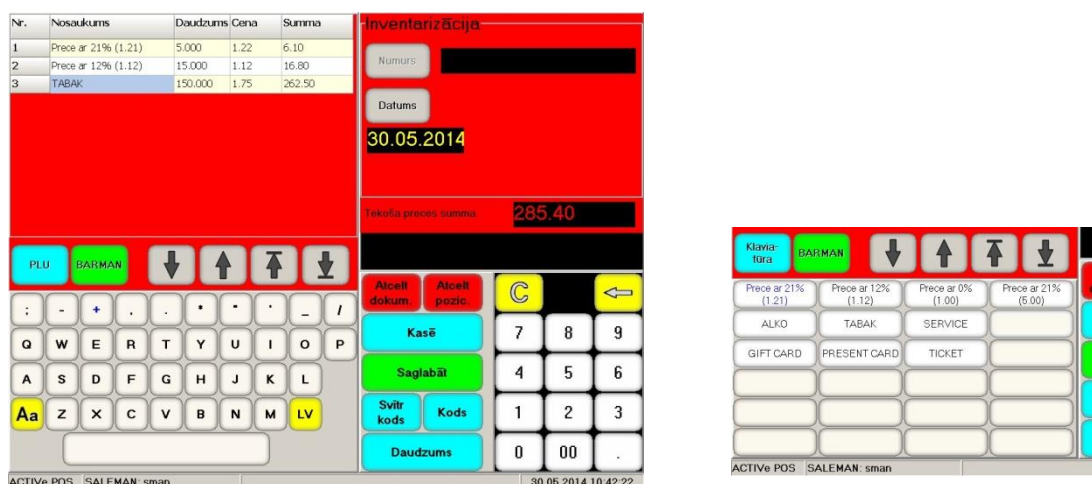 Nr. Nosaukums Daudzums Cena Summa
1 Prece ar 21% (1.21) 5.000 1.22 6.10
2 Prece ar 12% (1.12) 15.000 1.12 16.80
3 TABAK 150.000 1.75 262.50
Inventarizācija
Numurs
Datums
30.05.2014
Tekošā preces summa 285.40
PLU BARMAN
: - + , . * " ' _ /
Q W E R T Y U I O P
A S D F G H J K L
Aa Z X C V B N M LV
Atcelt
dokum.
Atcelt
pozic.
Kasē
Saglabāt
Svītr
kods
Kods
Daudzums
C
7 8 9
4 5 6
1 2 3
0 00 .
ACTIVe POS SALEMAN: sman 30.05.2014 10:42:22
Klavia-
tūra
BARMAN
Prece ar 21%
(1.21)
Prece ar 12%
(1.12)
Prece ar 0%
(1.00)
Prece ar 21%
(5.00)
ALKO TABAK SERVICE
GIFT CARD PRESENT CARD TICKET
ACTIVe POS SALEMAN: sman